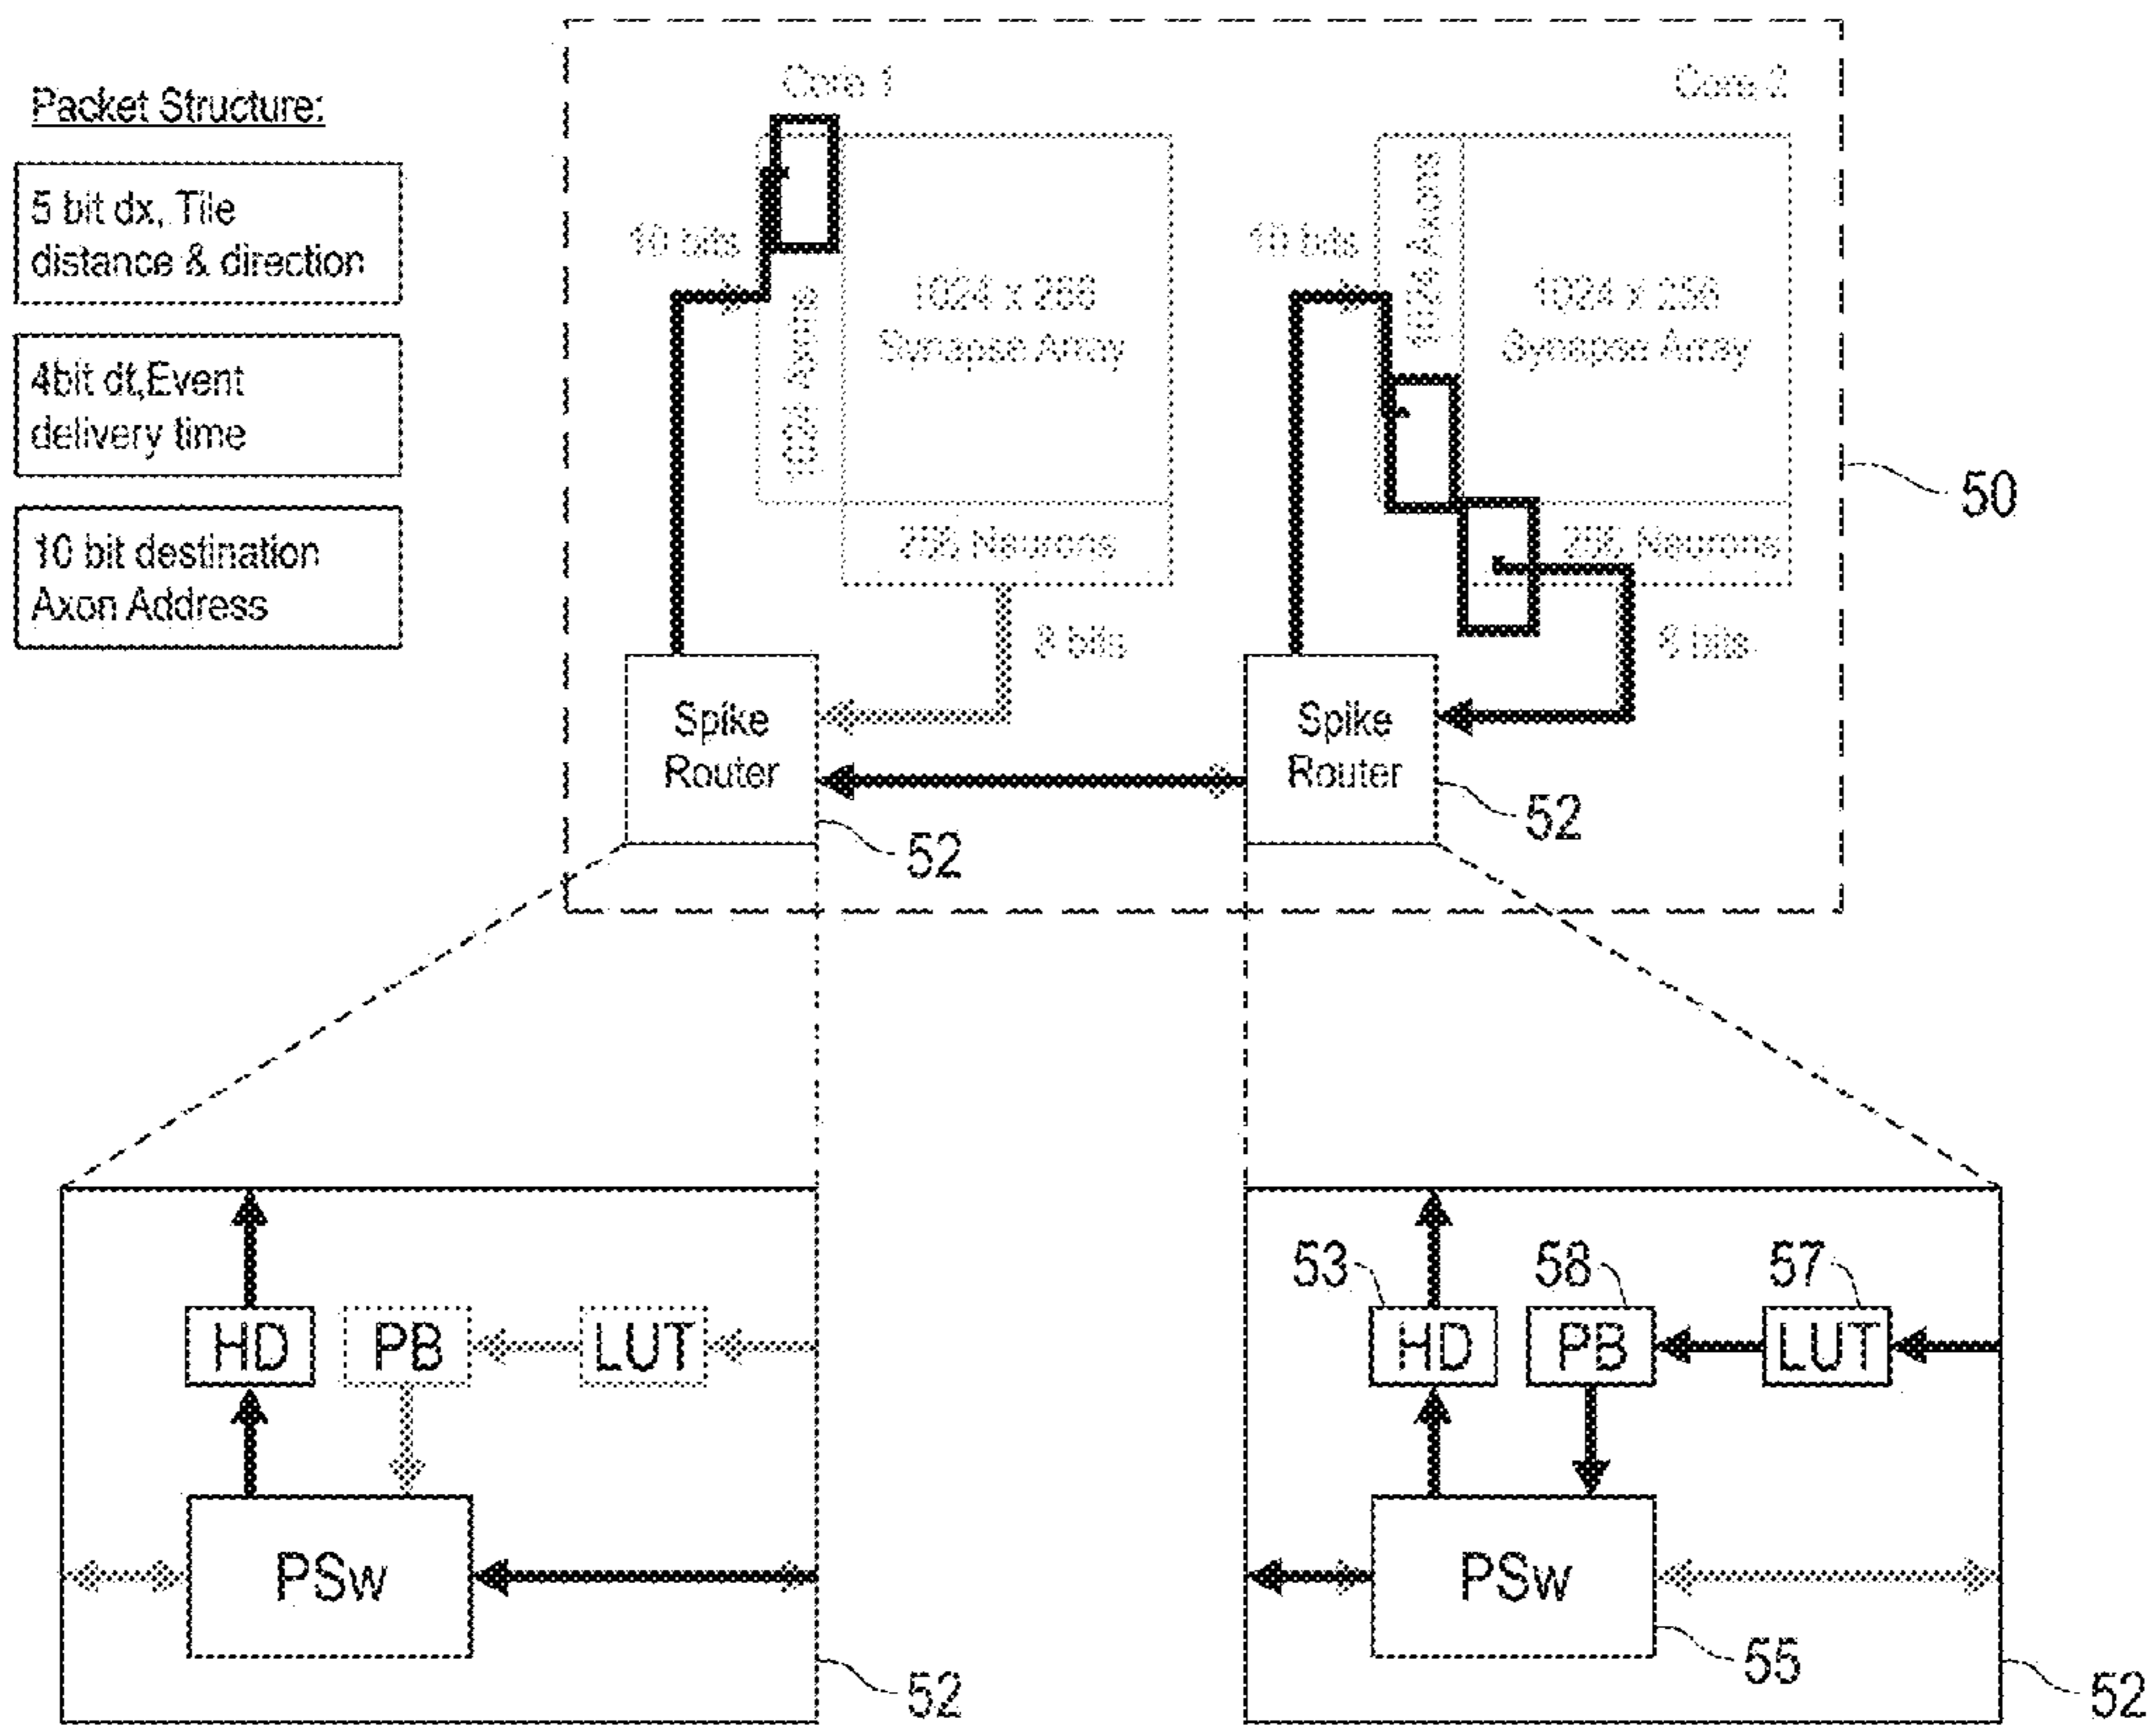 Packet Structure:
5 bit dx, Tile
distance & direction
4bit dt,Event
delivery time
10 bit destination
Axon Address
Core 1
Core 2
10 bits
1024 Axons
1024 x 256
Synapse Array
256 Neurons
8 bits
10 bits
1024 Axons
1024 x 256
Synapse Array
256 Neurons
8 bits
50
Spike
Router
52
Spike
Router
52
HD
PB
LUT
PSw
52
53
58
57
HD
PB
LUT
PSw
55
52